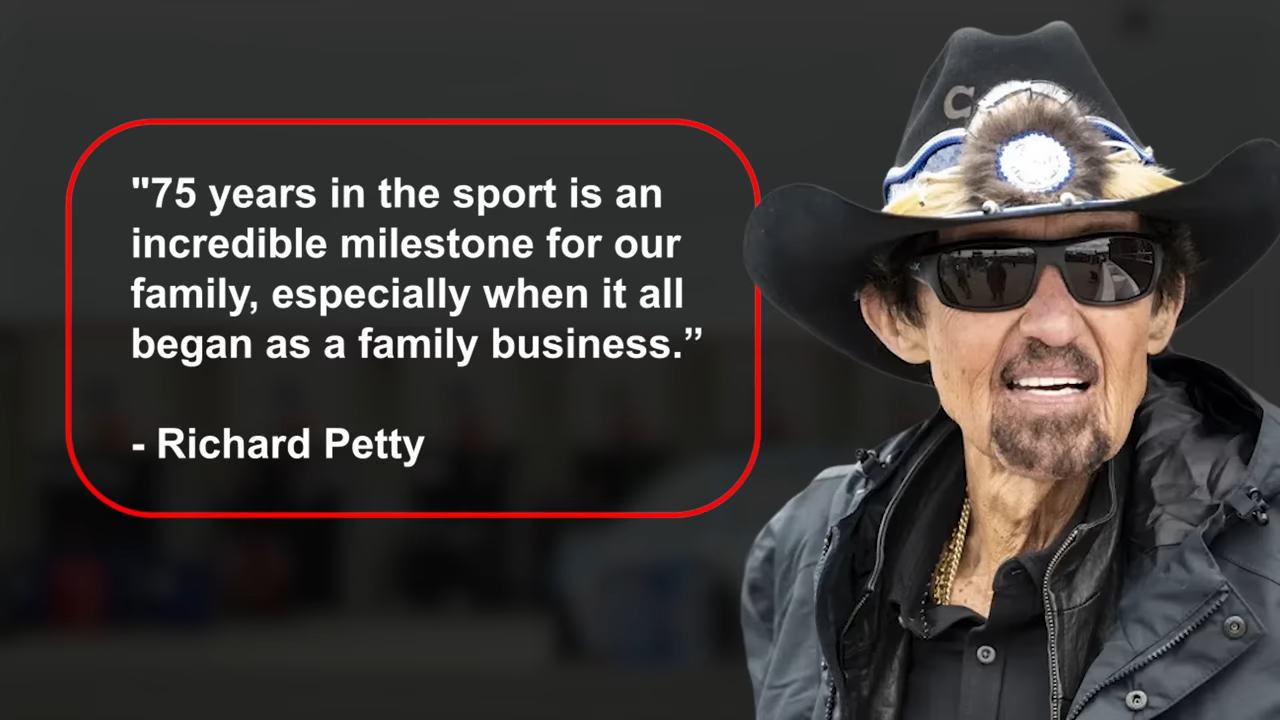 "75 years in the sport is an
incredible milestone for our
family, especially when it all
began as a family business.”
- Richard Petty